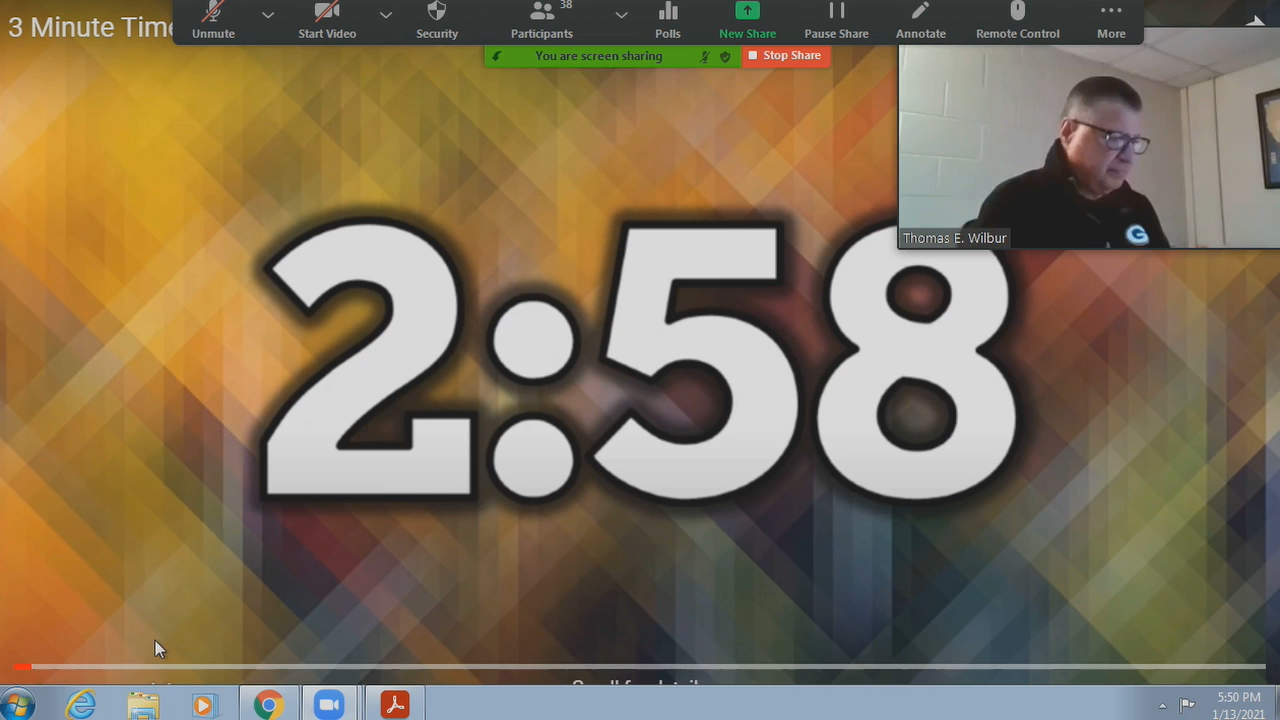 3 Minute Time
38
Unmute
Start Video
Security
Participants
Polls
New Share
Pause Share
Annotate
Remote Control
More
You are screen sharing
Stop Share
Thomas E. Wilbur
G
2:58
5:50 PM
1/13/2021